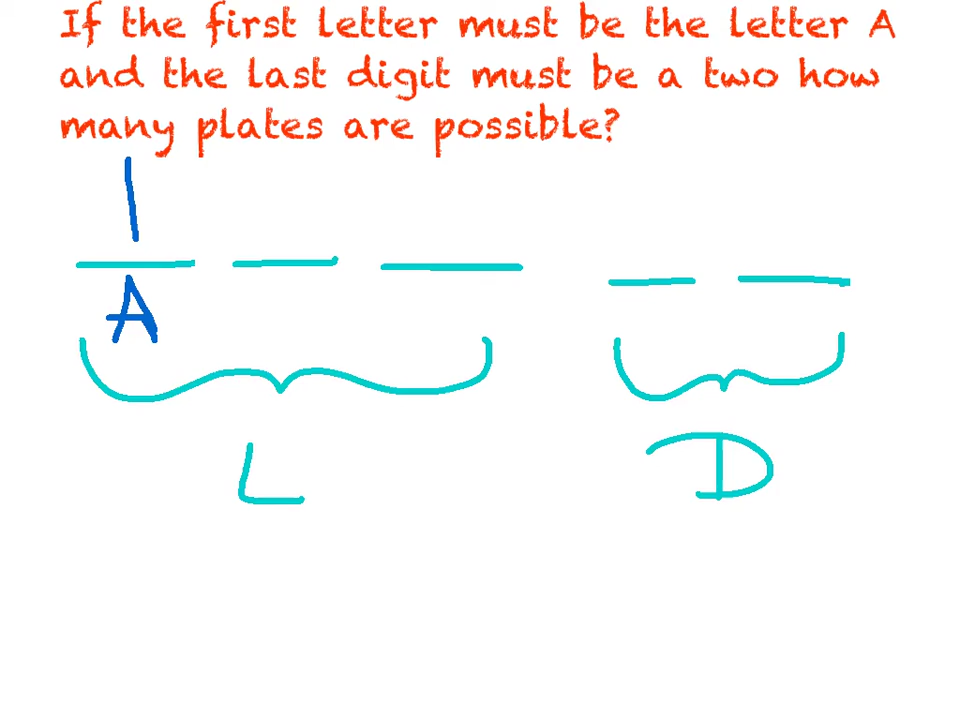 If the first letter must be the letter A
and the last digit must be a two how
many plates are possible?
1
A
L D